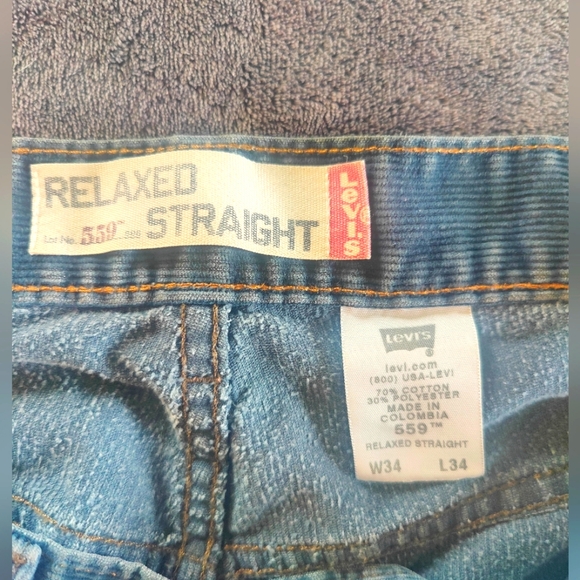 RELAXED
Lot No. 559™ STRAIGHT
LEVI'S
LEVI'S
®
levi.com
(800) USA-LEVI
70% COTTON
30% POLYESTER
MADE IN
COLOMBIA
559™
RELAXED STRAIGHT
W34 L34